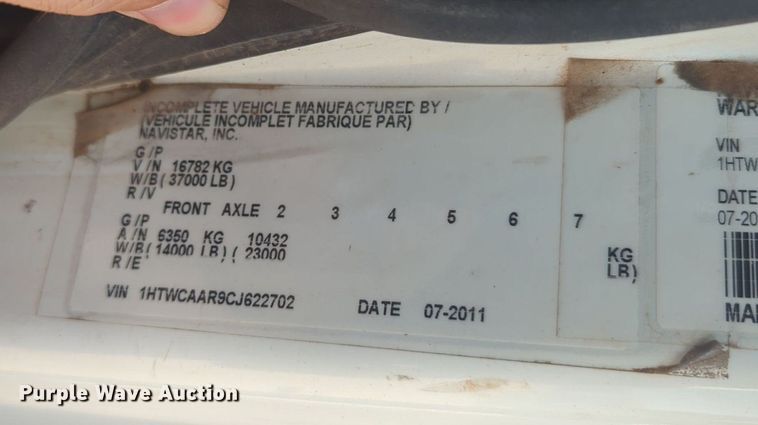 INCOMPLETE VEHICLE MANUFACTURED BY /
(VEHICULE INCOMPLET FABRIQUE PAR)
NAVISTAR, INC.
G /P
V /N 16782 KG
W/B ( 37000 LB )
R /V
FRONT AXLE 2 3 4 5 6 7
G /P
A /N 6350 KG 10432 KG
W/B( 14000 LB) ( 23000 LB)
R /E
VIN 1HTWCAAR9CJ622702 DATE 07-2011
WAR
VIN
1HTW
DATE
07-20
MAI
Purple Wave Auction